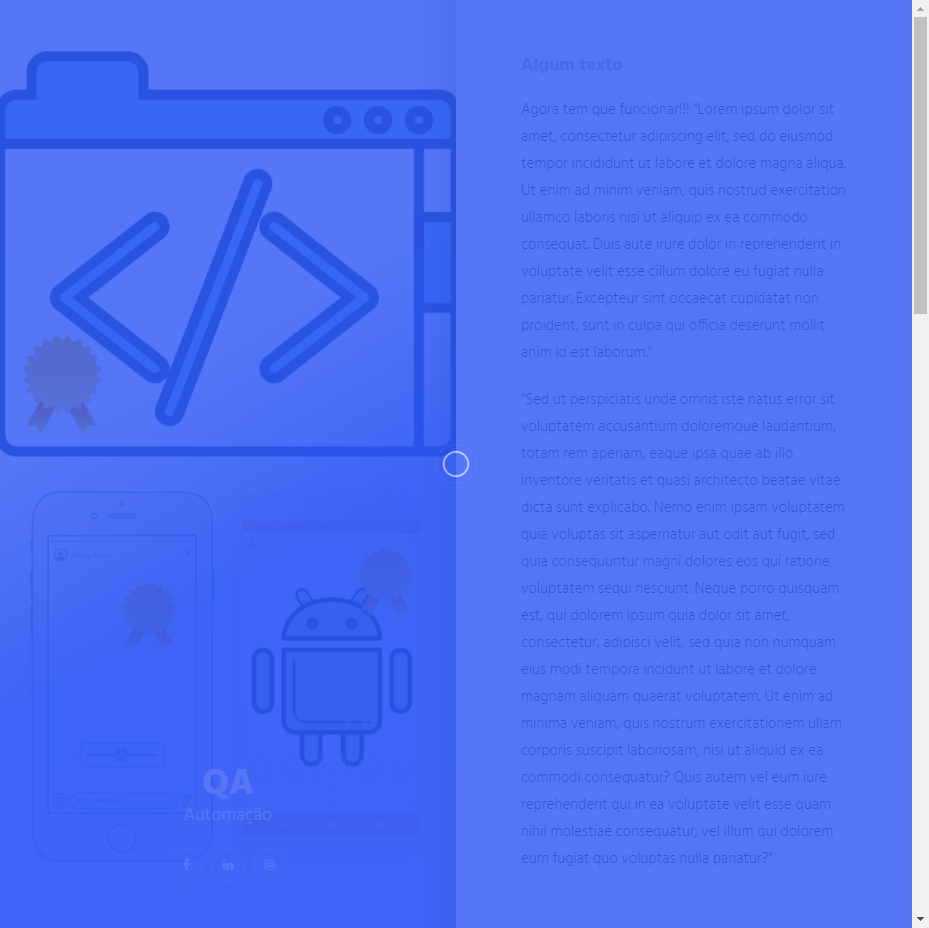 Algum texto
Agora tem que funcionar!!! "Lorem ipsum dolor sit
amet, consectetur adipiscing elit, sed do eiusmod
tempor incididunt ut labore et dolore magna aliqua.
Ut enim ad minim veniam, quis nostrud exercitation
ullamco laboris nisi ut aliquip ex ea commodo
consequat. Duis aute irure dolor in reprehenderit in
voluptate velit esse cillum dolore eu fugiat nulla
pariatur. Excepteur sint occaecat cupidatat non
proident, sunt in culpa qui officia deserunt mollit
anim id est laborum."
"Sed ut perspiciatis unde omnis iste natus error sit
voluptatem accusantium doloremque laudantium,
totam rem aperiam, eaque ipsa quae ab illo
inventore veritatis et quasi architecto beatae vitae
dicta sunt explicabo. Nemo enim ipsam voluptatem
quia voluptas sit aspernatur aut odit aut fugit, sed
quia consequuntur magni dolores eos qui ratione
voluptatem sequi nesciunt. Neque porro quisquam
est, qui dolorem ipsum quia dolor sit amet,
consectetur, adipisci velit, sed quia non numquam
eius modi tempora incidunt ut labore et dolore
magnam aliquam quaerat voluptatem. Ut enim ad
minima veniam, quis nostrum exercitationem ullam
corporis suscipit laboriosam, nisi ut aliquid ex ea
commodi consequatur? Quis autem vel eum iure
reprehenderit qui in ea voluptate velit esse quam
nihil molestiae consequatur, vel illum qui dolorem
eum fugiat quo voluptas nulla pariatur?"
QA
Automação